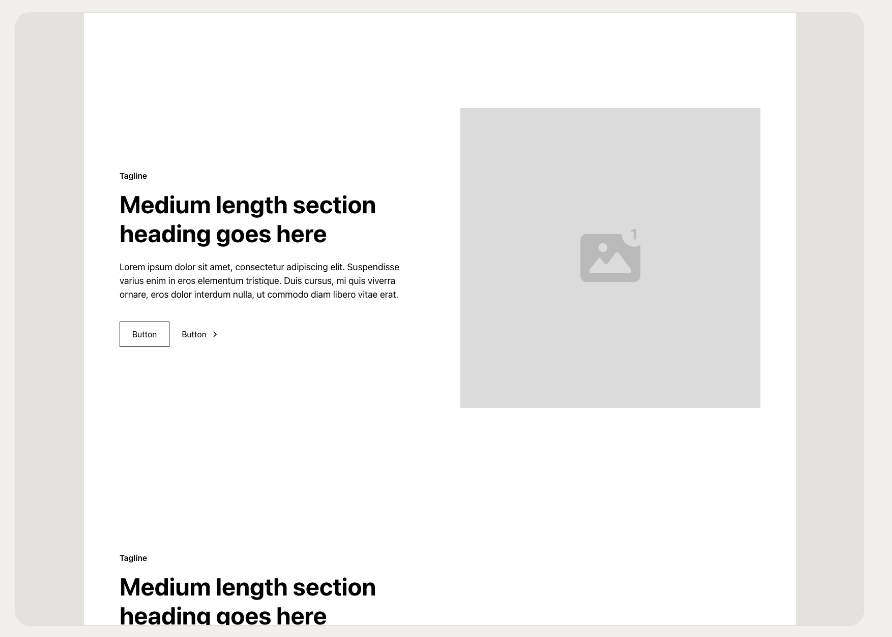 Tagline
Medium length section
heading goes here
Lorem ipsum dolor sit amet, consectetur adipiscing elit. Suspendisse
varius enim in eros elementum tristique. Duis cursus, mi quis viverra
ornare, eros dolor interdum nulla, ut commodo diam libero vitae erat.
Button
Button
1
Tagline
Medium length section
heading goes here